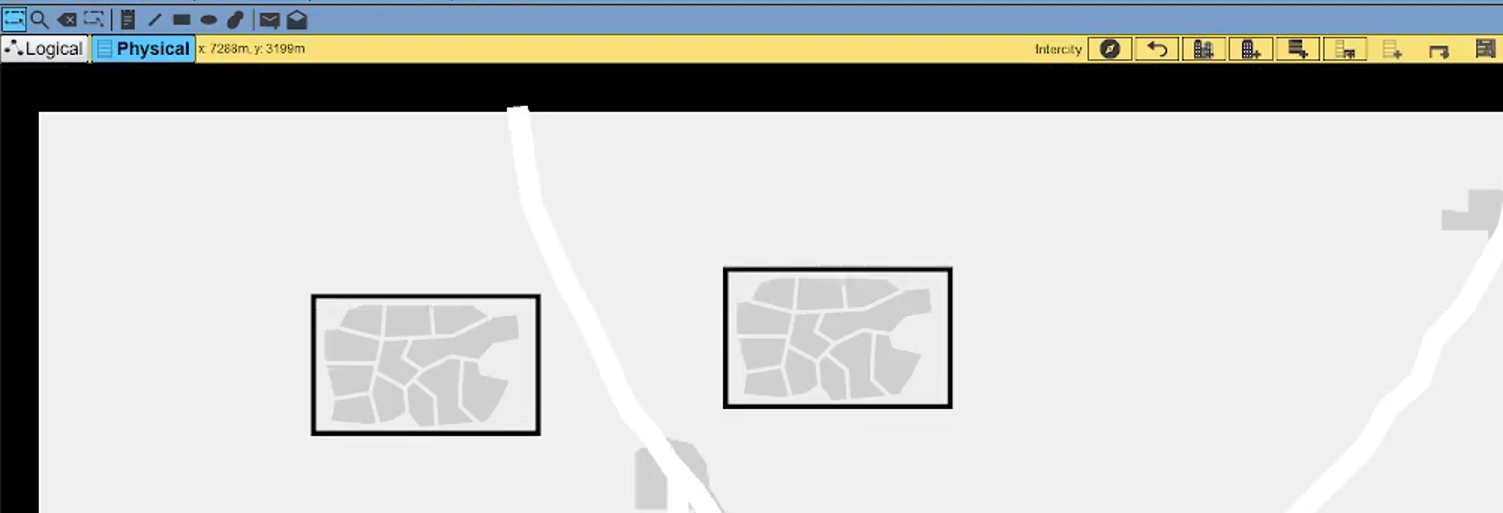 Logical
Physical
x: 7288m, y: 3199m
Intercity